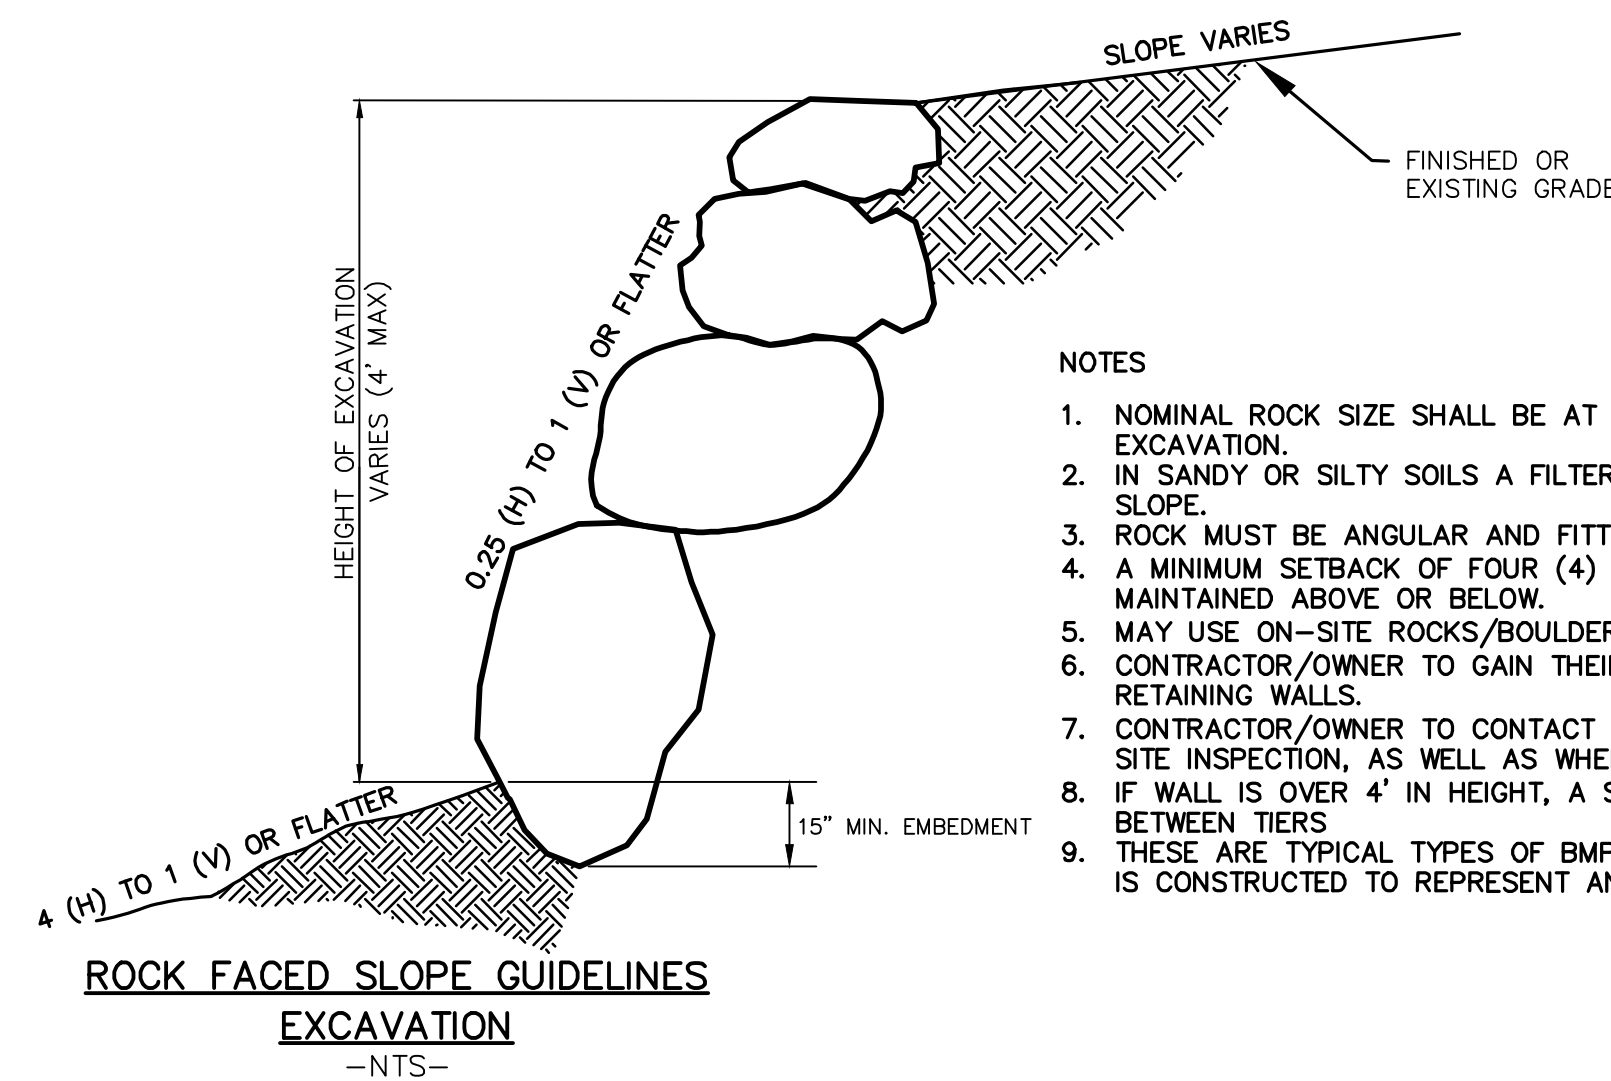 SLOPE VARIES
FINISHED OR
EXISTING GRADE
HEIGHT OF EXCAVATION
VARIES (4' MAX)
0.25 (H) TO 1 (V) OR FLATTER
NOTES
1. NOMINAL ROCK SIZE SHALL BE AT
EXCAVATION.
2. IN SANDY OR SILTY SOILS A FILTER
SLOPE.
3. ROCK MUST BE ANGULAR AND FITT
4. A MINIMUM SETBACK OF FOUR (4)
MAINTAINED ABOVE OR BELOW.
5. MAY USE ON-SITE ROCKS/BOULDER
6. CONTRACTOR/OWNER TO GAIN THEI
RETAINING WALLS.
7. CONTRACTOR/OWNER TO CONTACT
SITE INSPECTION, AS WELL AS WHE
8. IF WALL IS OVER 4' IN HEIGHT, A S
BETWEEN TIERS
9. THESE ARE TYPICAL TYPES OF BMP
IS CONSTRUCTED TO REPRESENT AN
15" MIN. EMBEDMENT
4 (H) TO 1 (V) OR FLATTER
ROCK FACED SLOPE GUIDELINES
EXCAVATION
-NTS-